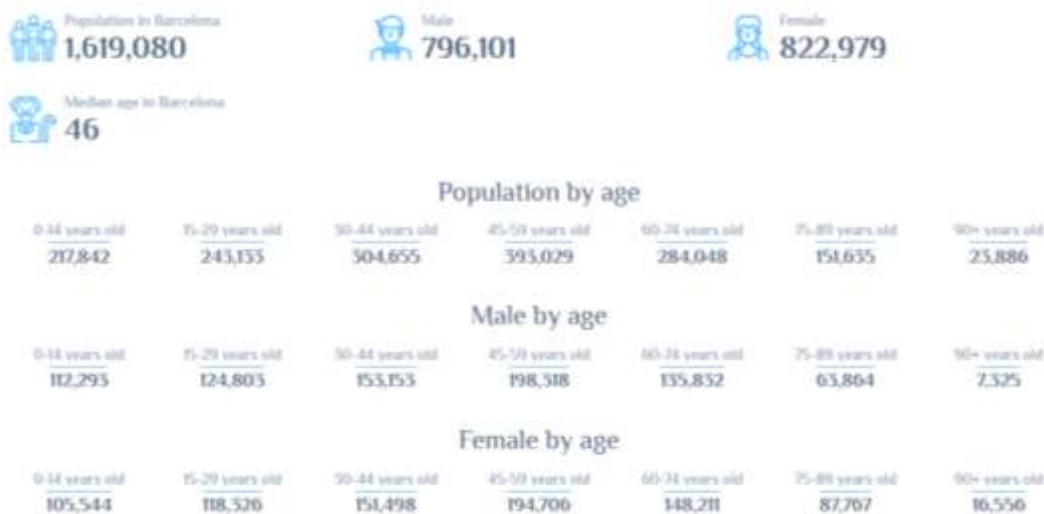 Population in Barcelona Male Female
1,619,080 796,101 822,979
Median age in Barcelona
46
Population by age
0-14 years old 15-29 years old 30-44 years old 45-59 years old 60-74 years old 75-89 years old 90+ years old
217,842 243,133 304,655 393,029 284,048 151,635 23,886
Male by age
0-14 years old 15-29 years old 30-44 years old 45-59 years old 60-74 years old 75-89 years old 90+ years old
112,293 124,803 153,153 198,318 135,832 63,864 7,325
Female by age
0-14 years old 15-29 years old 30-44 years old 45-59 years old 60-74 years old 75-89 years old 90+ years old
105,544 118,326 151,498 194,706 148,211 87,767 16,556